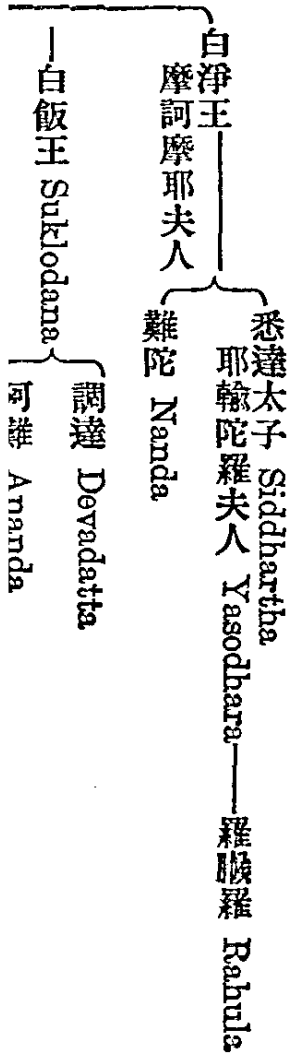 白淨王
摩訶摩耶夫人
悉達太子 Siddhartha
耶輸陀羅夫人 Yasodhara
羅睺羅 Rahula
難陀 Nanda
白飯王 Suklodana
調達 Devadatta
阿難 Ananda